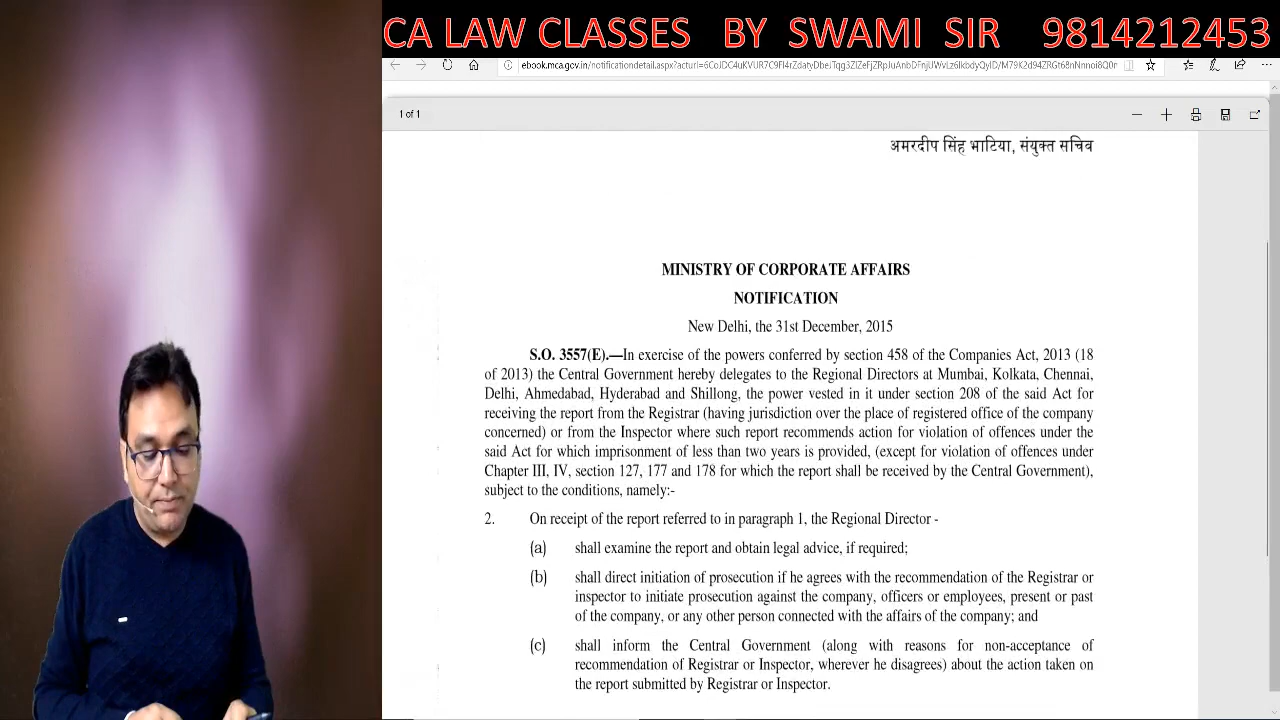 CA LAW CLASSES BY SWAMI SIR 9814212453
1 of 1
अमरदीप सिंह भाटिया, संयुक्त सचिव
MINISTRY OF CORPORATE AFFAIRS
NOTIFICATION
New Delhi, the 31st December, 2015
S.O. 3557(E).—In exercise of the powers conferred by section 458 of the Companies Act, 2013 (18
of 2013) the Central Government hereby delegates to the Regional Directors at Mumbai, Kolkata, Chennai,
Delhi, Ahmedabad, Hyderabad and Shillong, the power vested in it under section 208 of the said Act for
receiving the report from the Registrar (having jurisdiction over the place of registered office of the company
concerned) or from the Inspector where such report recommends action for violation of offences under the
said Act for which imprisonment of less than two years is provided, (except for violation of offences under
Chapter III, IV, section 127, 177 and 178 for which the report shall be received by the Central Government),
subject to the conditions, namely:-
2. On receipt of the report referred to in paragraph 1, the Regional Director -
(a) shall examine the report and obtain legal advice, if required;
(b) shall direct initiation of prosecution if he agrees with the recommendation of the Registrar or
inspector to initiate prosecution against the company, officers or employees, present or past
of the company, or any other person connected with the affairs of the company; and
(c) shall inform the Central Government (along with reasons for non-acceptance of
recommendation of Registrar or Inspector, wherever he disagrees) about the action taken on
the report submitted by Registrar or Inspector.